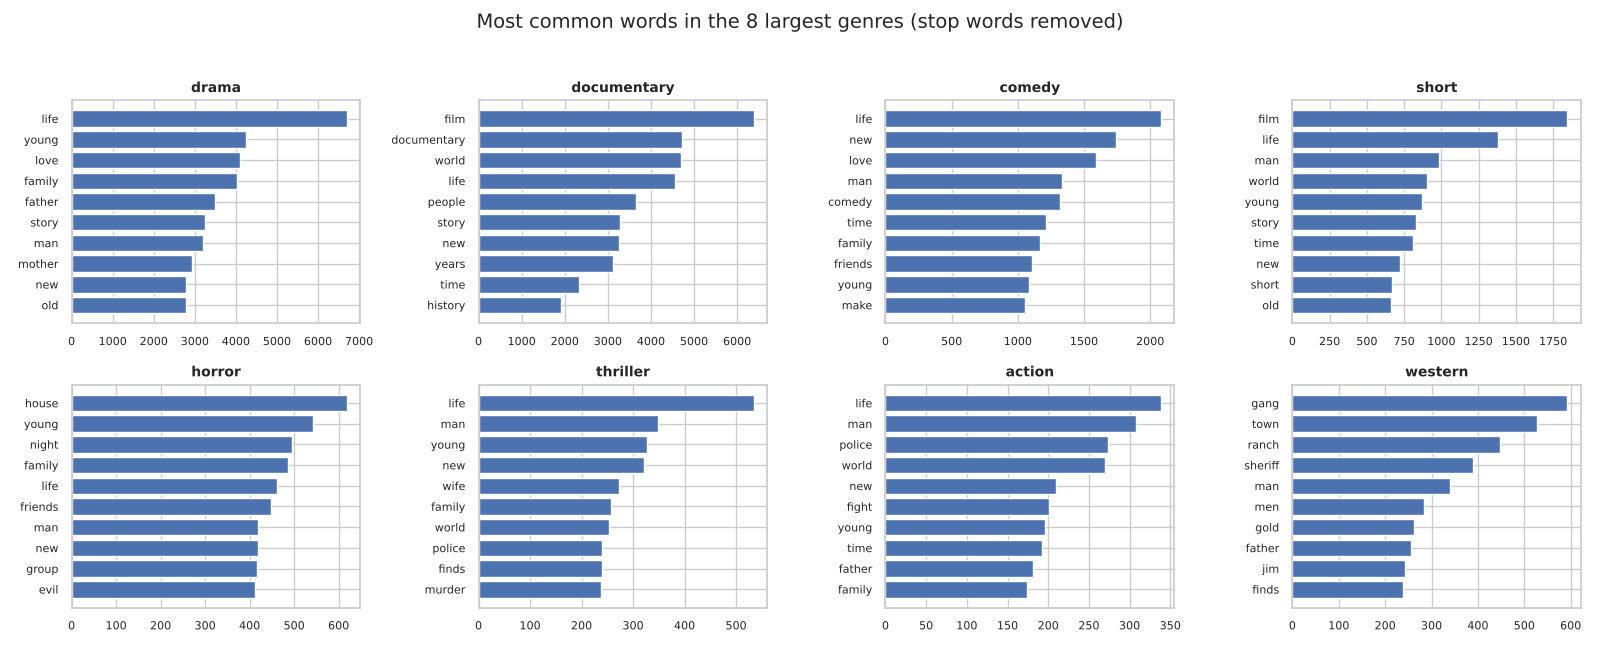 Most common words in the 8 largest genres (stop words removed)
drama
life
young
love
family
father
story
man
mother
new
old
0 1000 2000 3000 4000 5000 6000 7000
documentary
film
documentary
world
life
people
story
new
years
time
history
0 1000 2000 3000 4000 5000 6000
comedy
life
new
love
man
comedy
time
family
friends
young
make
0 500 1000 1500 2000
short
film
life
man
world
young
story
time
new
short
old
0 250 500 750 1000 1250 1500 1750
horror
house
young
night
family
life
friends
man
new
group
evil
0 100 200 300 400 500 600
thriller
life
man
young
new
wife
family
world
police
finds
murder
0 100 200 300 400 500
action
life
man
police
world
new
fight
young
time
father
family
0 50 100 150 200 250 300 350
western
gang
town
ranch
sheriff
man
men
gold
father
jim
finds
0 100 200 300 400 500 600